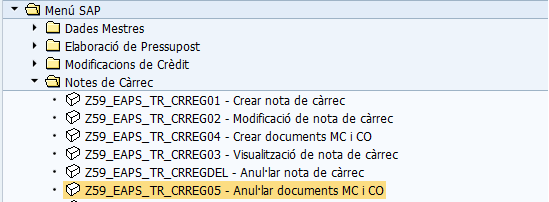 Menú SAP
Dades Mestres
Elaboració de Pressupost
Modificacions de Crèdit
Notes de Càrrec
Z59_EAPS_TR_CRREG01 - Crear nota de càrrec
Z59_EAPS_TR_CRREG02 - Modificació de nota de càrrec
Z59_EAPS_TR_CRREG04 - Crear documents MC i CO
Z59_EAPS_TR_CRREG03 - Visualització de nota de càrrec
Z59_EAPS_TR_CRREGDEL - Anul·lar nota de càrrec
Z59_EAPS_TR_CRREG05 - Anul·lar documents MC i CO